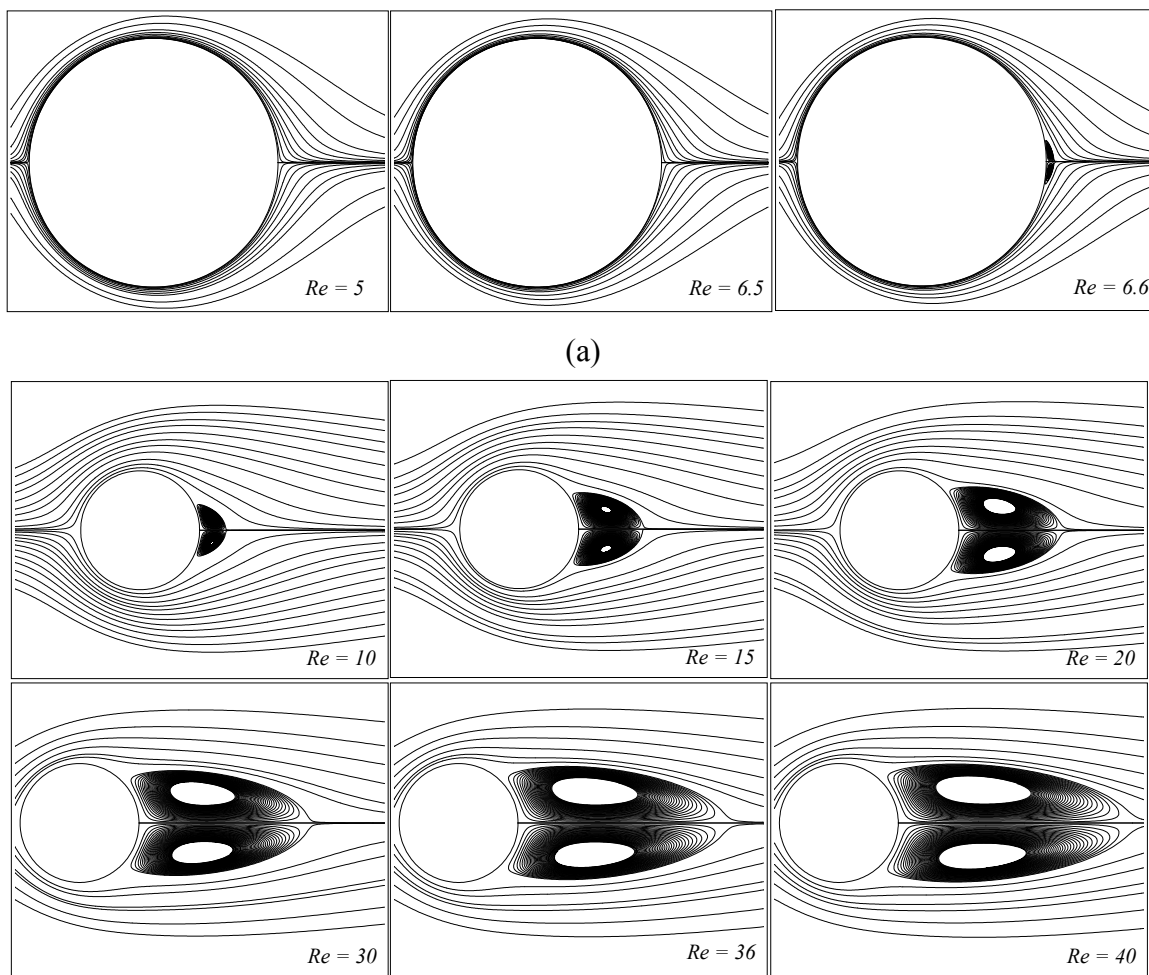 Re = 5
Re = 6.5
Re = 6.6
(a)
Re = 10
Re = 15
Re = 20
Re = 30
Re = 36
Re = 40